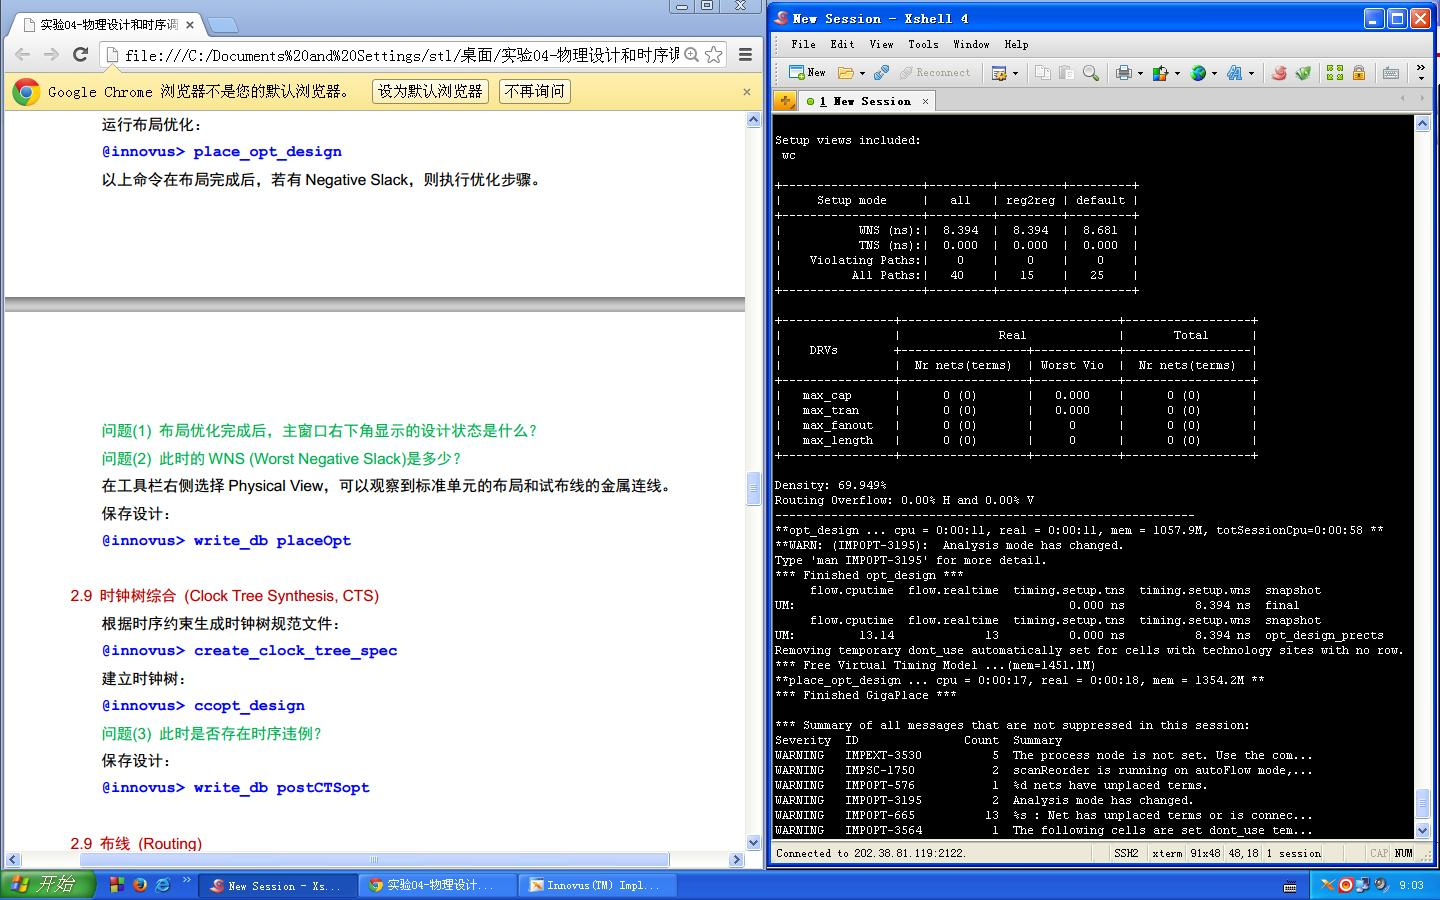 实验04-物理设计和时序调
file:///C:/Documents%20and%20Settings/stl/桌面/实验04-物理设计和时序调
Google Chrome 浏览器不是您的默认浏览器。 设为默认浏览器 不再询问
运行布局优化：
@innovus> place_opt_design
以上命令在布局完成后，若有 Negative Slack，则执行优化步骤。
问题(1) 布局优化完成后，主窗口右下角显示的设计状态是什么？
问题(2) 此时的 WNS (Worst Negative Slack)是多少？
在工具栏右侧选择 Physical View，可以观察到标准单元的布局和试布线的金属连线。
保存设计：
@innovus> write_db placeOpt
2.9 时钟树综合 (Clock Tree Synthesis, CTS)
根据时序约束生成时钟树规范文件：
@innovus> create_clock_tree_spec
建立时钟树：
@innovus> ccopt_design
问题(3) 此时是否存在时序违例？
保存设计：
@innovus> write_db postCTSopt
2.9 布线 (Routing)
New Session - Xshell 4
File Edit View Tools Window Help
New Reconnect
1 New Session
Setup views included:
wc
| Setup mode | all | reg2reg | default |
| WNS (ns):| 8.394 | 8.394 | 8.681 |
| TNS (ns):| 0.000 | 0.000 | 0.000 |
| Violating Paths:| 0 | 0 | 0 |
| All Paths:| 40 | 15 | 25 |
| | Real | Total |
| DRVs
| | Nr nets(terms) | Worst Vio | Nr nets(terms) |
| max_cap | 0 (0) | 0.000 | 0 (0) |
| max_tran | 0 (0) | 0.000 | 0 (0) |
| max_fanout | 0 (0) | 0 | 0 (0) |
| max_length | 0 (0) | 0 | 0 (0) |
Density: 69.949%
Routing Overflow: 0.00% H and 0.00% V
**opt_design ... cpu = 0:00:11, real = 0:00:11, mem = 1057.9M, totSessionCpu=0:00:58 **
**WARN: (IMPOPT-3195): Analysis mode has changed.
Type 'man IMPOPT-3195' for more detail.
*** Finished opt_design ***
flow.cputime flow.realtime timing.setup.tns timing.setup.wns snapshot
UM: 0.000 ns 8.394 ns final
flow.cputime flow.realtime timing.setup.tns timing.setup.wns snapshot
UM: 13.14 13 0.000 ns 8.394 ns opt_design_prects
Removing temporary dont_use automatically set for cells with technology sites with no row.
*** Free Virtual Timing Model ...(mem=1451.1M)
**place_opt_design ... cpu = 0:00:17, real = 0:00:18, mem = 1354.2M **
*** Finished GigaPlace ***
*** Summary of all messages that are not suppressed in this session:
Severity ID Count Summary
WARNING IMPEXT-3530 5 The process node is not set. Use the com...
WARNING IMPSC-1750 2 scanReorder is running on autoFlow mode,...
WARNING IMPOPT-576 1 %d nets have unplaced terms.
WARNING IMPOPT-3195 2 Analysis mode has changed.
WARNING IMPOPT-665 13 %s : Net has unplaced terms or is connec...
WARNING IMPOPT-3564 1 The following cells are set dont_use tem...
Connected to 202.38.81.119:2122. SSH2 xterm 91x48 48,18 1 session CAP NUM
开始 New Session - Xs... 实验04-物理设计... Innovus(TM) Impl... 9:03